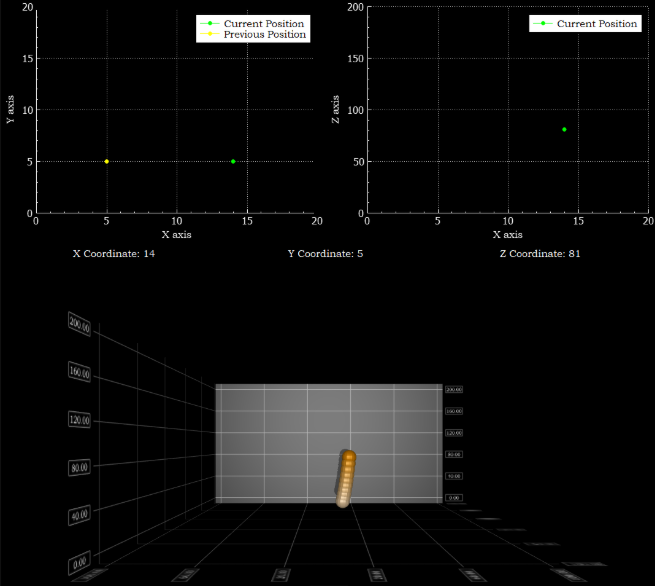 20
15
10
5
0
Y axis
0 5 10 15 20
X axis
Current Position
Previous Position
200
150
100
50
0
Z axis
0 5 10 15 20
X axis
Current Position
X Coordinate: 14
Y Coordinate: 5
Z Coordinate: 81
200.00
160.00
120.00
80.00
40.00
0.00
200.00
160.00
120.00
80.00
40.00
0.00